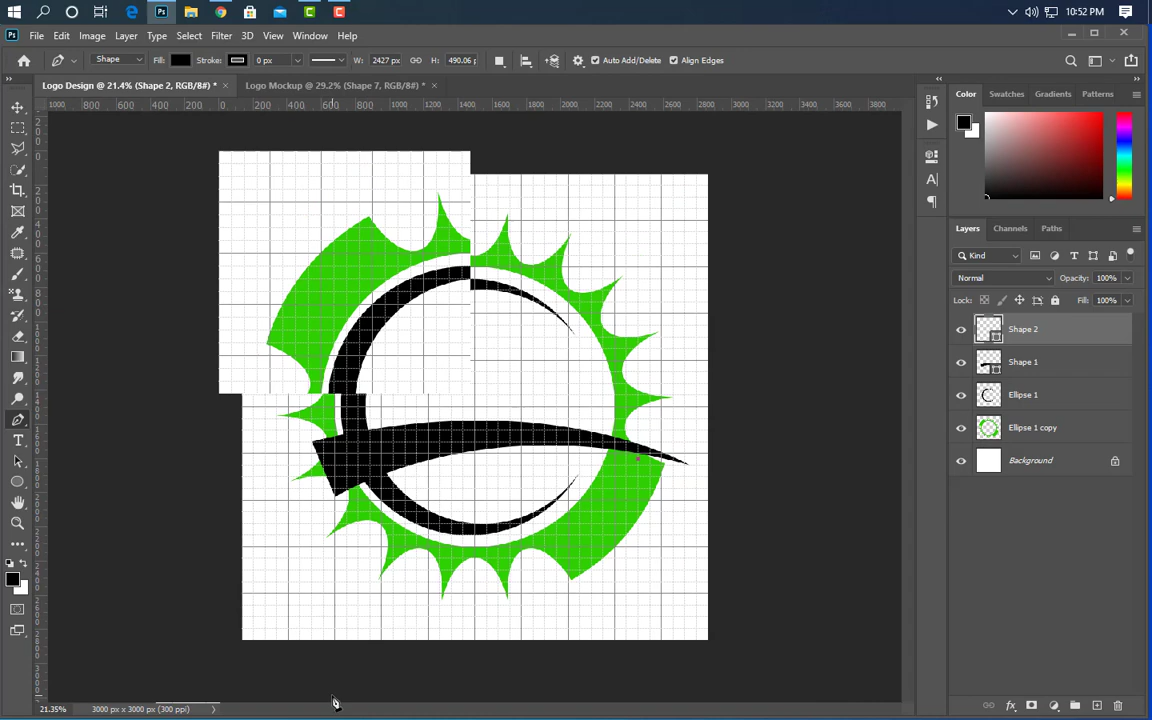 10:52 PM
File Edit Image Layer Type Select Filter 3D View Window Help
Shape Fill: Stroke: 0 px W: 2427 px H: 490.06 p Auto Add/Delete Align Edges
Logo Design @ 21.4% (Shape 2, RGB/8#) * Logo Mockup @ 29.2% (Shape 7, RGB/8#) *
1000 800 600 400 200 0 200 400 600 800 1000 1200 1400 1600 1800 2000 2200 2400 2600 2800 3000 3200 3400 3600 3800
Color Swatches Gradients Patterns
Layers Channels Paths
Kind
Normal Opacity: 100%
Lock: Fill: 100%
Shape 2
Shape 1
Ellipse 1
Ellipse 1 copy
Background
21.35% 3000 px x 3000 px (300 ppi)